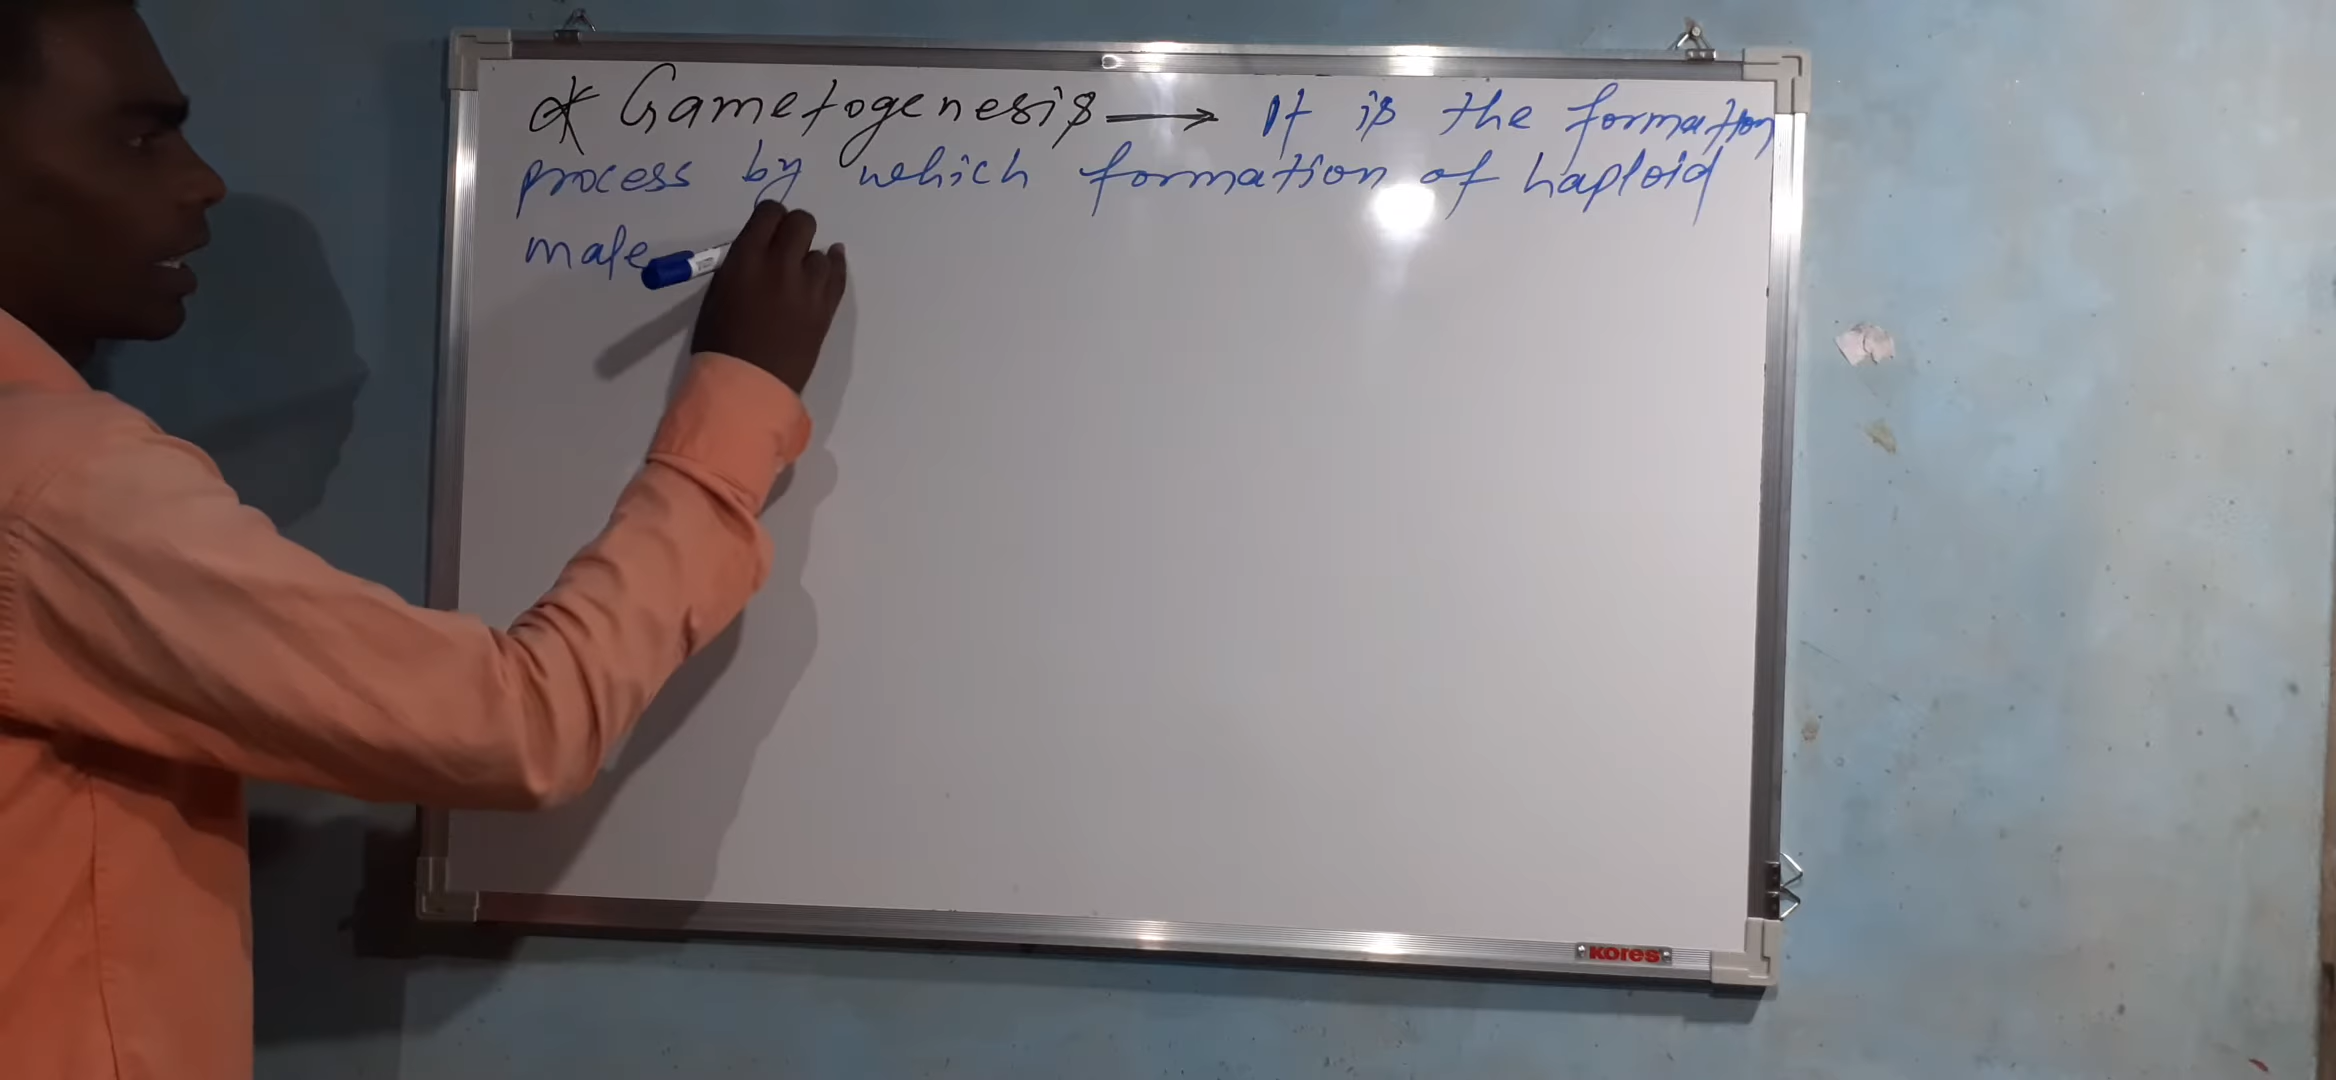 * Gametogenesis → It is the formation
process by which formation of haploid
male
Kores